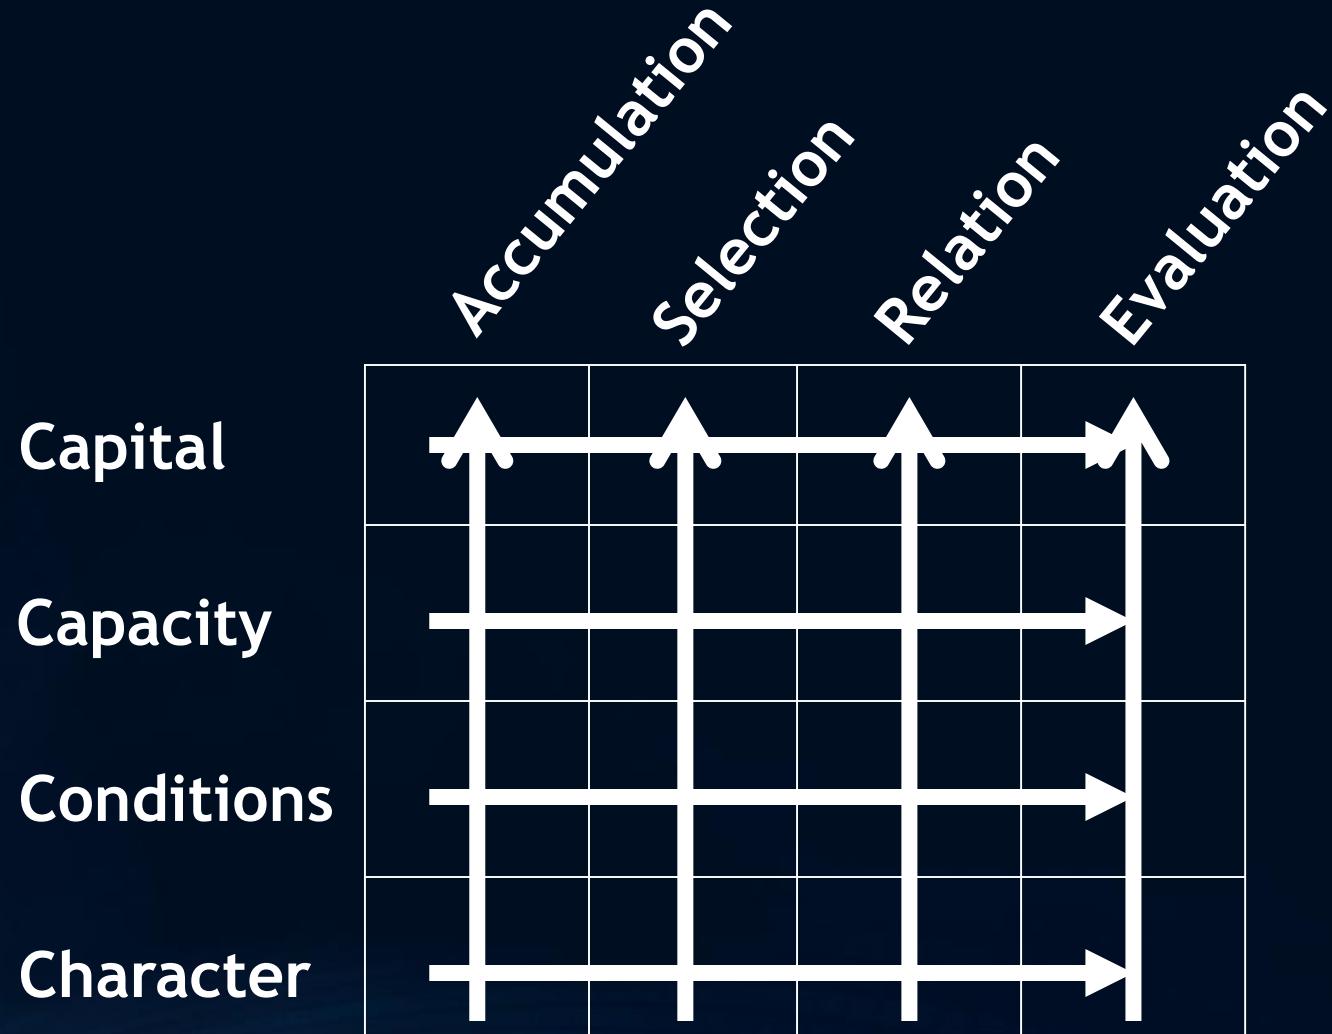 Accumulation
Selection
Relation
Evaluation
Capital
Capacity
Conditions
Character